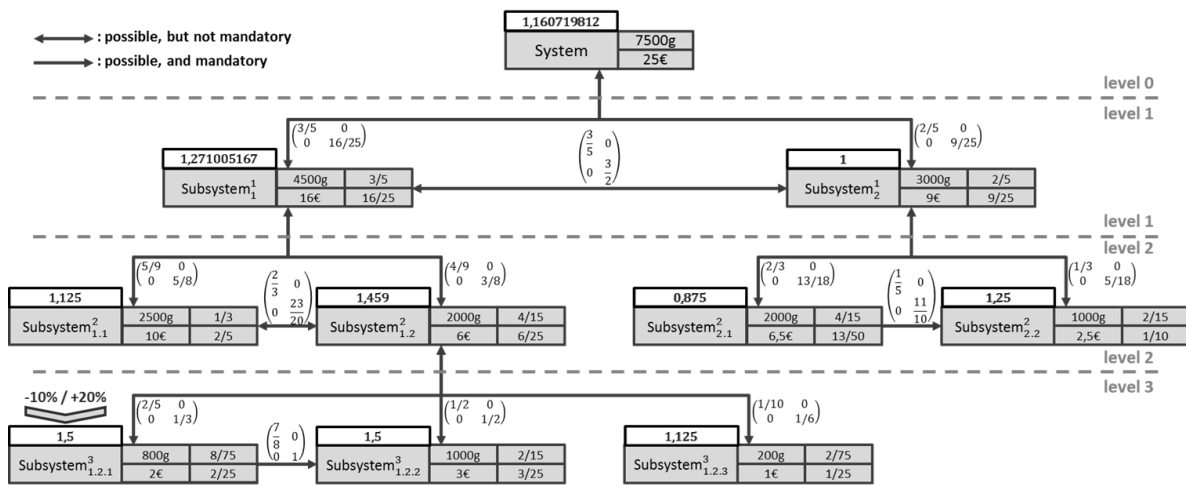 1,160719812
System 7500g
25€
: possible, but not mandatory
: possible, and mandatory
level 0
level 1
(3/5 0
0 16/25)
(3/5 0
0 3/2)
(2/5 0
0 9/25)
1,271005167
Subsystem¹₁ 4500g 3/5
16€ 16/25
1
Subsystem¹₂ 3000g 2/5
9€ 9/25
level 1
level 2
(5/9 0
0 5/8)
(2/3 0
0 23/20)
(4/9 0
0 3/8)
(2/3 0
0 13/18)
(1/5 0
0 11/10)
(1/3 0
0 5/18)
1,125
Subsystem²₁.₁ 2500g 1/3
10€ 2/5
1,459
Subsystem²₁.₂ 2000g 4/15
6€ 6/25
0,875
Subsystem²₂.₁ 2000g 4/15
6,5€ 13/50
1,25
Subsystem²₂.₂ 1000g 2/15
2,5€ 1/10
level 2
level 3
-10% / +20%
(2/5 0
0 1/3)
(7/8 0
0 1)
(1/2 0
0 1/2)
(1/10 0
0 1/6)
1,5
Subsystem³₁.₂.₁ 800g 8/75
2€ 2/25
1,5
Subsystem³₁.₂.₂ 1000g 2/15
3€ 3/25
1,125
Subsystem³₁.₂.₃ 200g 2/75
1€ 1/25